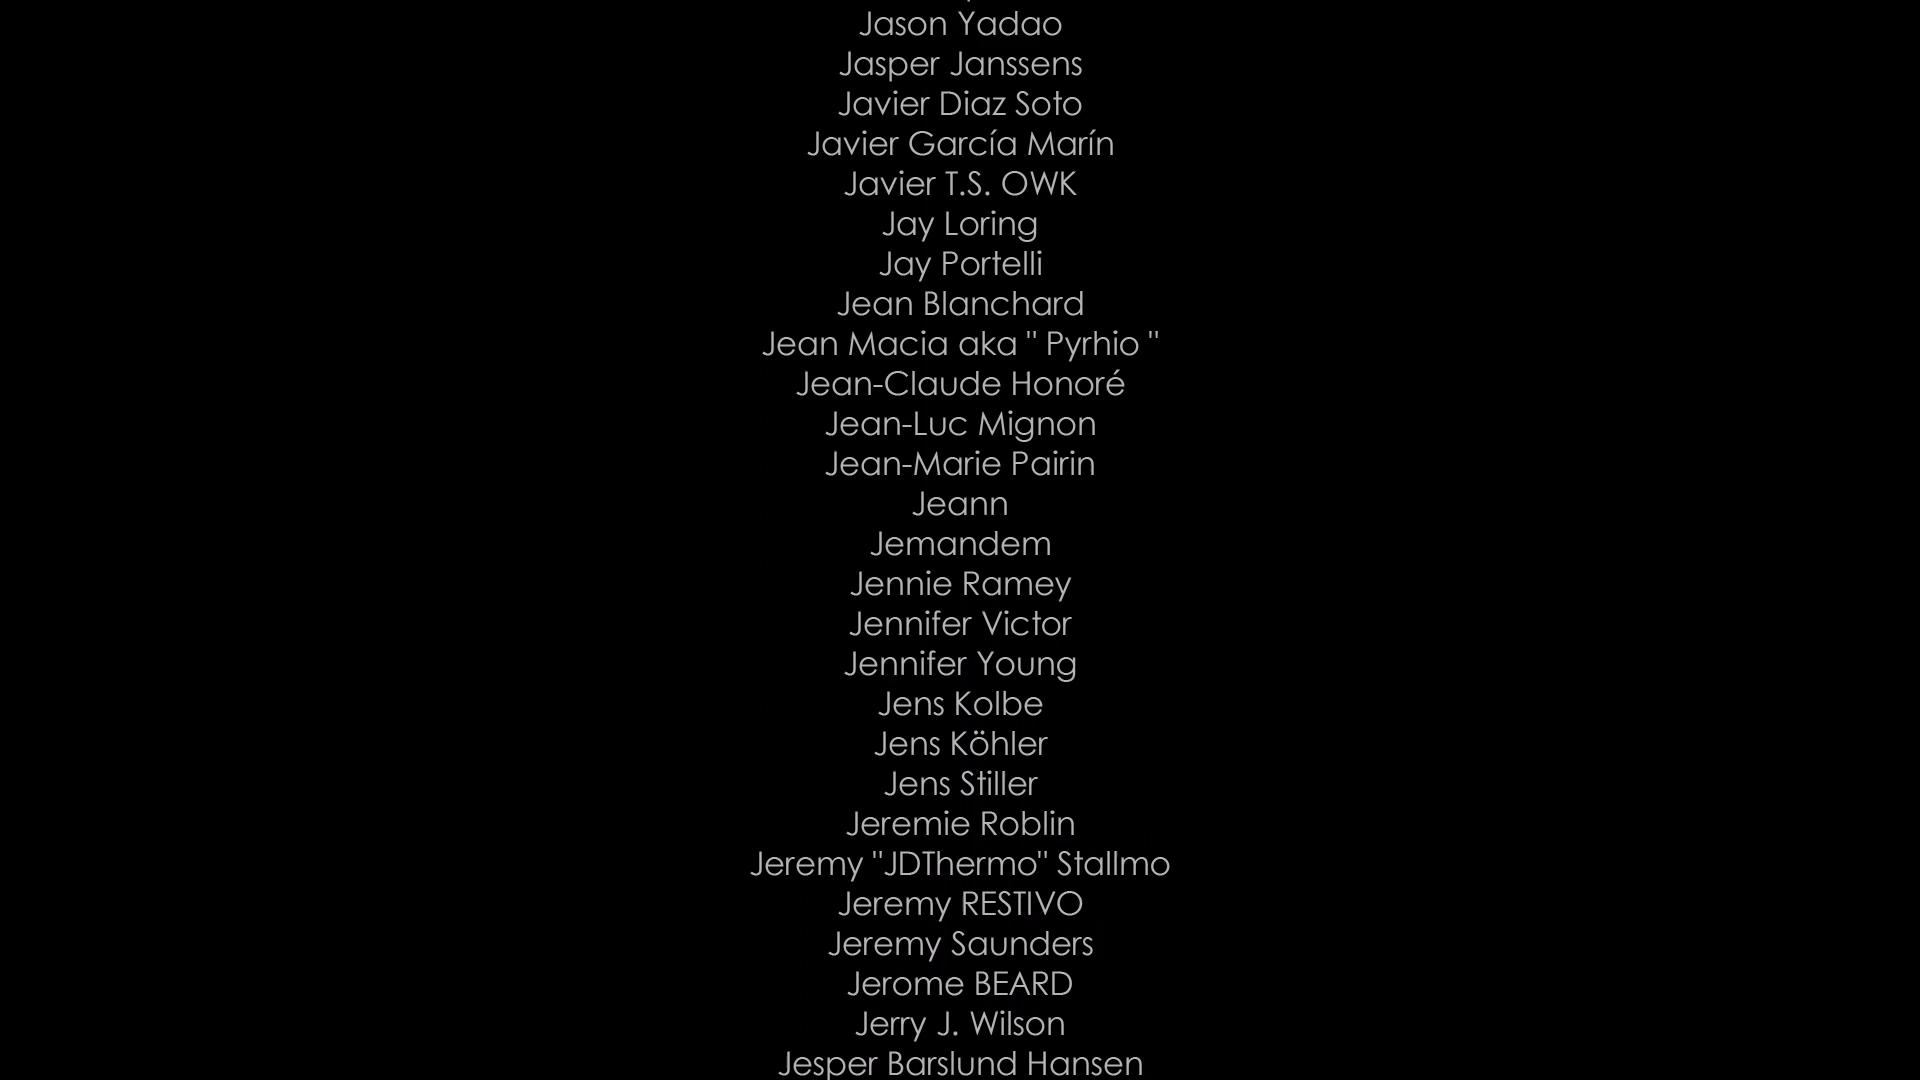 Jason Yadao
Jasper Janssens
Javier Diaz Soto
Javier García Marín
Javier T.S. OWK
Jay Loring
Jay Portelli
Jean Blanchard
Jean Macia aka " Pyrhio "
Jean-Claude Honoré
Jean-Luc Mignon
Jean-Marie Pairin
Jeann
Jemandem
Jennie Ramey
Jennifer Victor
Jennifer Young
Jens Kolbe
Jens Köhler
Jens Stiller
Jeremie Roblin
Jeremy "JDThermo" Stallmo
Jeremy RESTIVO
Jeremy Saunders
Jerome BEARD
Jerry J. Wilson
Jesper Barslund Hansen